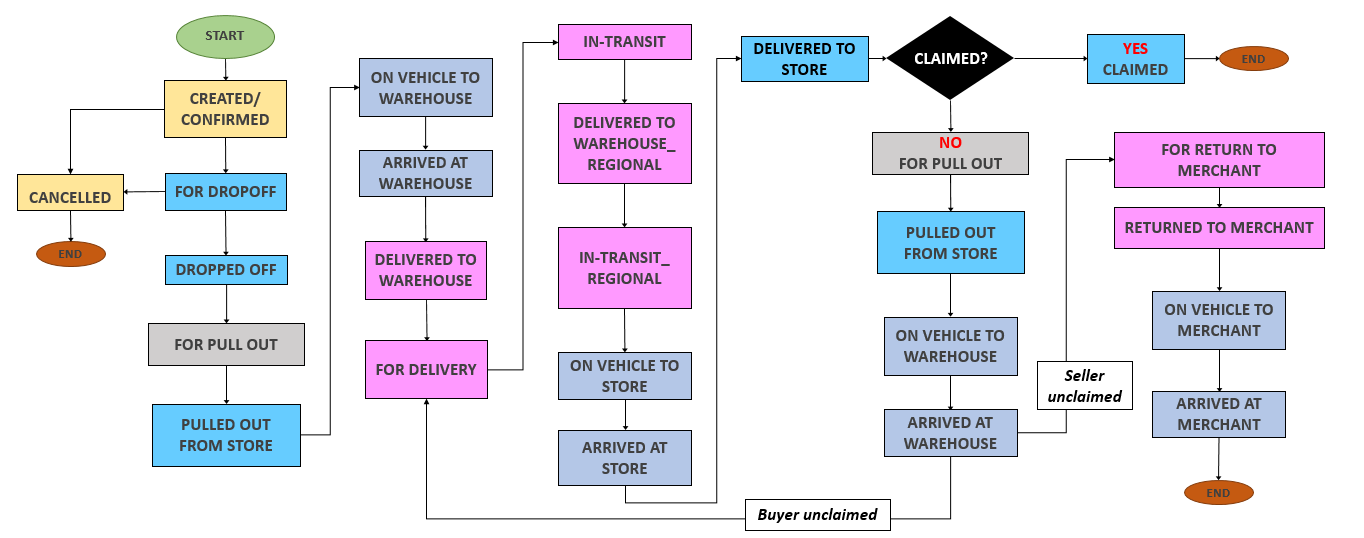 START
CREATED/
CONFIRMED
CANCELLED
END
FOR DROPOFF
DROPPED OFF
FOR PULL OUT
PULLED OUT
FROM STORE
ON VEHICLE TO
WAREHOUSE
ARRIVED AT
WAREHOUSE
DELIVERED TO
WAREHOUSE
FOR DELIVERY
IN-TRANSIT
DELIVERED TO
WAREHOUSE_
REGIONAL
IN-TRANSIT_
REGIONAL
ON VEHICLE TO
STORE
ARRIVED AT
STORE
DELIVERED TO
STORE
CLAIMED?
YES
CLAIMED
END
NO
FOR PULL OUT
PULLED OUT
FROM STORE
ON VEHICLE TO
WAREHOUSE
ARRIVED AT
WAREHOUSE
Buyer unclaimed
Seller
unclaimed
FOR RETURN TO
MERCHANT
RETURNED TO MERCHANT
ON VEHICLE TO
MERCHANT
ARRIVED AT
MERCHANT
END